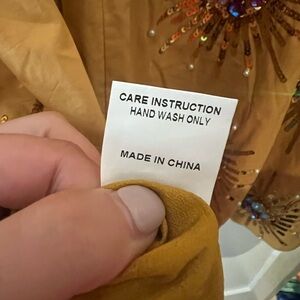 CARE INSTRUCTION
HAND WASH ONLY
MADE IN CHINA